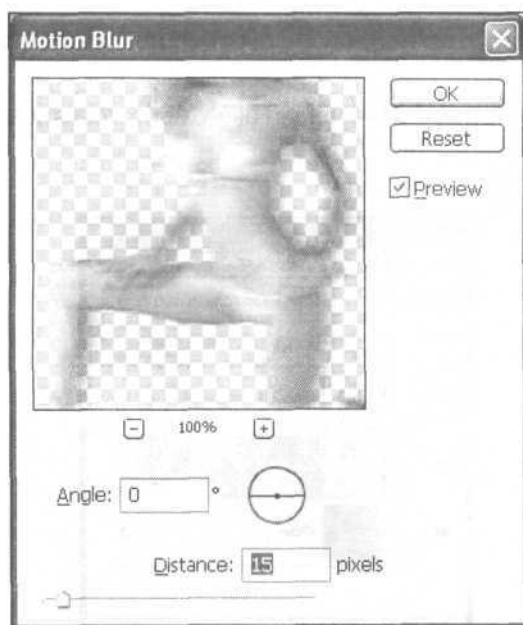 Motion Blur
OK
Reset
Preview
100%
Angle: 0 °
Distance: 15 pixels